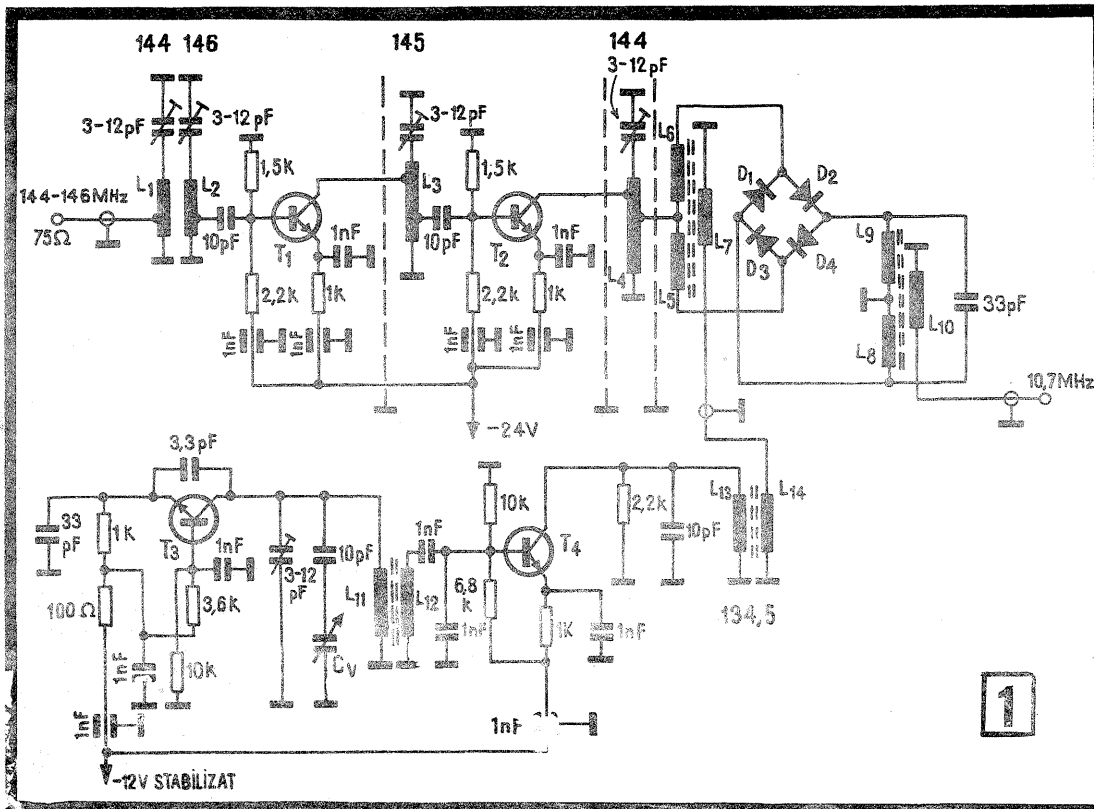 144 146 145 144
3-12pF
3-12pF 3-12pF 3-12pF
L1 L2 1,5K L3 1,5K L6 D1 D2
144-146MHz
75Ω 10pF T1 1nF 10pF T2 1nF L7 L9
L4 L5 D3 D4 33pF
2,2k 1K 2,2k 1K L10
1nF 1nF 1nF 1nF L8
10,7MHz
-24V
3,3pF
10K L13 L14
33 pF 1K T3 1nF 1nF T4 2,2k
3-12 pF 10pF 10pF
100Ω 3,6k L11 L12 6,8 k
134,5
1nF 1K 1nF
1nF 10k CV
1nF 1nF
1
-12V STABILIZAT